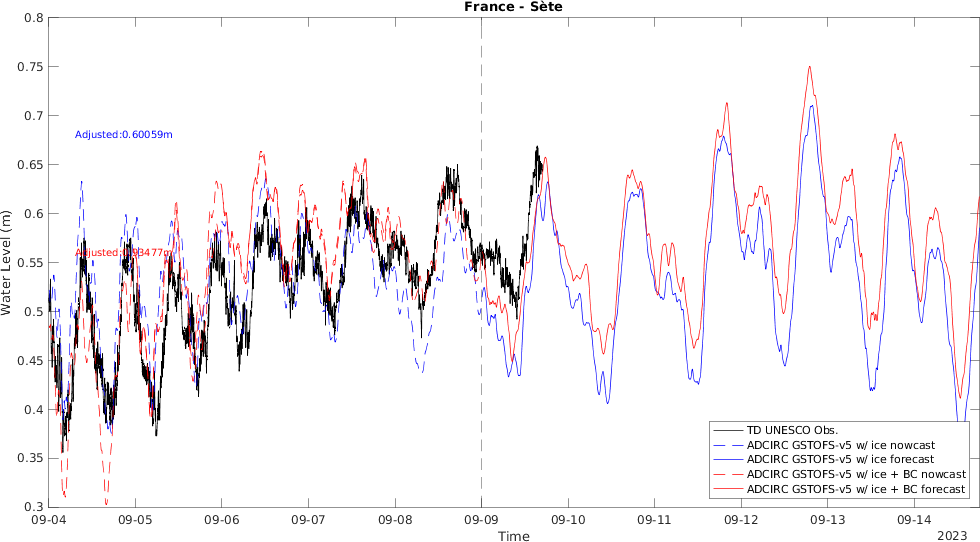 France - Sète
Water Level (m)
0.8
0.75
0.7
0.65
0.6
0.55
0.5
0.45
0.4
0.35
0.3
Adjusted:0.60059m
09-04
09-05
09-06
09-07
09-08
09-09
09-10
09-11
09-12
09-13
09-14
Time
2023
TD UNESCO Obs.
ADCIRC GSTOFS-v5 w/ ice nowcast
ADCIRC GSTOFS-v5 w/ ice forecast
ADCIRC GSTOFS-v5 w/ ice + BC nowcast
ADCIRC GSTOFS-v5 w/ ice + BC forecast